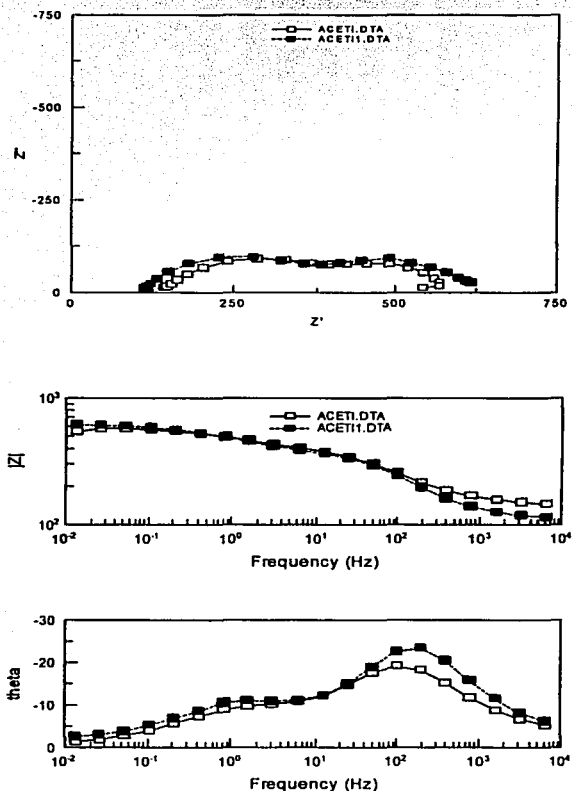 -750
ACETI.DTA
ACETI1.DTA
-500
Z"
-250
0
0 250 500 750
Z'
10³
ACETI.DTA
ACETI1.DTA
|Z|
10²
10⁻² 10⁻¹ 10⁰ 10¹ 10² 10³ 10⁴
Frequency (Hz)
-30
-20
theta
-10
0
10⁻² 10⁻¹ 10⁰ 10¹ 10² 10³ 10⁴
Frequency (Hz)